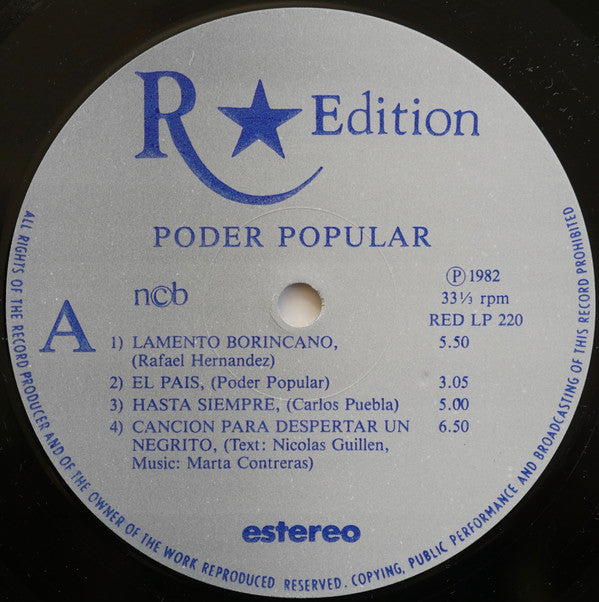 R★Edition
PODER POPULAR
A
n©b
Ⓟ 1982
33⅓ rpm
RED LP 220
1) LAMENTO BORINCANO, 5.50
(Rafael Hernandez)
2) EL PAIS, (Poder Popular) 3.05
3) HASTA SIEMPRE, (Carlos Puebla) 5.00
4) CANCION PARA DESPERTAR UN 6.50
NEGRITO, (Text: Nicolas Guillen,
Music: Marta Contreras)
estereo
ALL RIGHTS OF THE RECORD PRODUCER AND OF THE OWNER OF THE WORK REPRODUCED RESERVED. COPYING, PUBLIC PERFORMANCE AND BROADCASTING OF THIS RECORD PROHIBITED